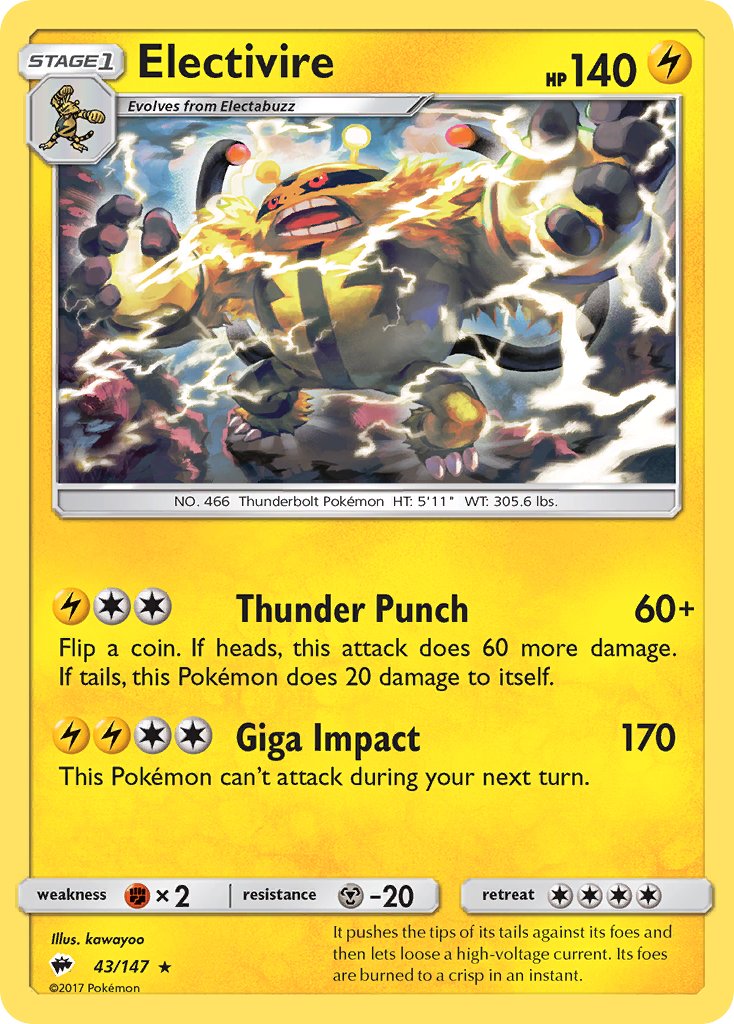 STAGE 1
Electivire
HP 140
Evolves from Electabuzz
NO. 466 Thunderbolt Pokémon HT: 5'11" WT: 305.6 lbs.
Thunder Punch 60+
Flip a coin. If heads, this attack does 60 more damage.
If tails, this Pokémon does 20 damage to itself.
Giga Impact 170
This Pokémon can't attack during your next turn.
weakness × 2 resistance -20 retreat
Illus. kawayoo
43/147 ★
©2017 Pokémon
It pushes the tips of its tails against its foes and
then lets loose a high-voltage current. Its foes
are burned to a crisp in an instant.